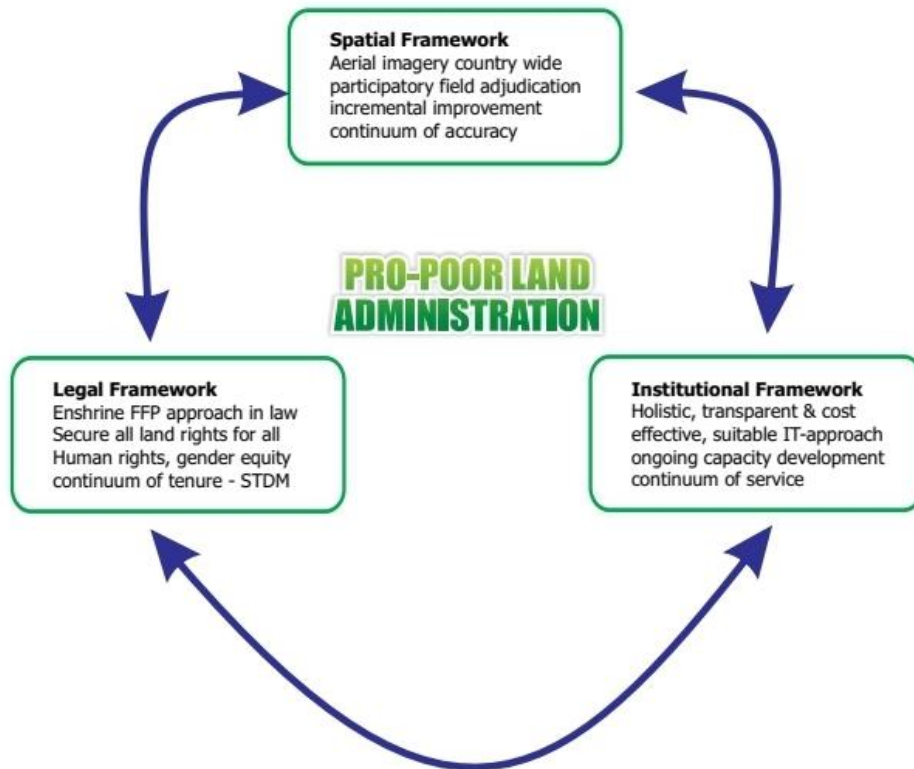 Spatial Framework
Aerial imagery country wide
participatory field adjudication
incremental improvement
continuum of accuracy
PRO-POOR LAND
ADMINISTRATION
Legal Framework
Enshrine FFP approach in law
Secure all land rights for all
Human rights, gender equity
continuum of tenure - STDM
Institutional Framework
Holistic, transparent & cost
effective, suitable IT-approach
ongoing capacity development
continuum of service